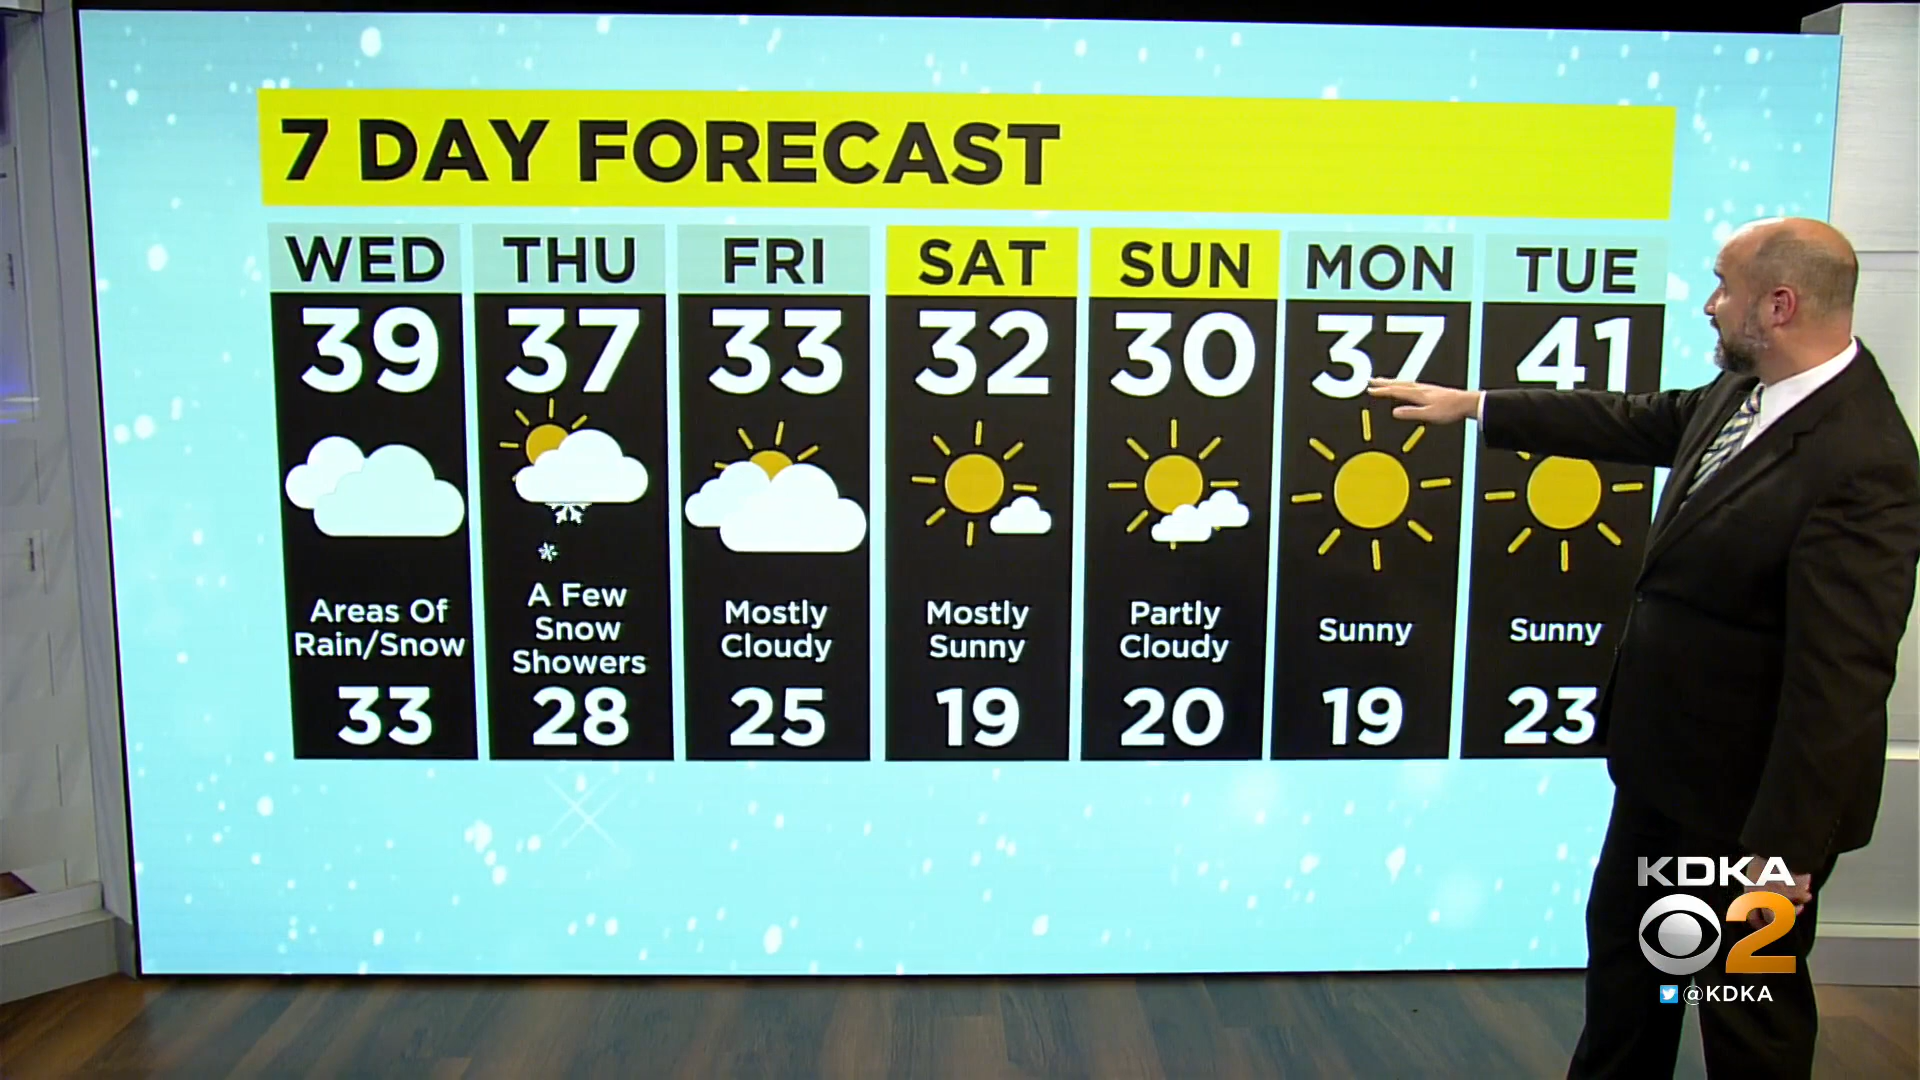 7 DAY FORECAST
WED THU FRI SAT SUN MON TUE
39 37 33 32 30 37 41
Areas Of
Rain/Snow
A Few
Snow
Showers
Mostly
Cloudy
Mostly
Sunny
Partly
Cloudy
Sunny
Sunny
33 28 25 19 20 19 23
KDKA
2
@KDKA